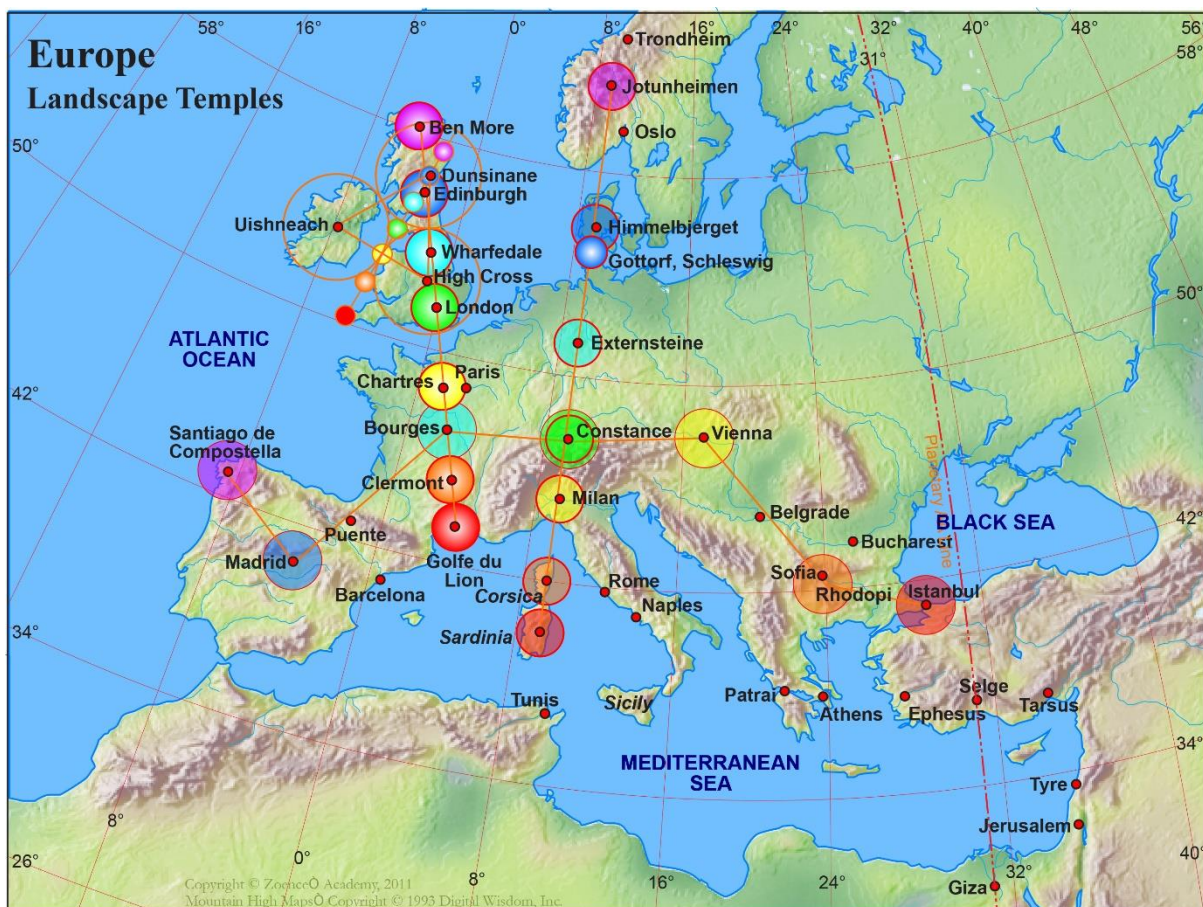 58° 16° 8° 0° 8° 16° 24° 32° 40° 48° 56°
Europe
Landscape Temples
Trondheim
31°
58°
Jotunheimen
Ben More
Oslo
50°
Dunsinane
Edinburgh
Uishneach
Himmelbjerget
Wharfedale
Gottorf, Schleswig
High Cross
50°
London
ATLANTIC
OCEAN
Externsteine
Chartres
Paris
42°
Bourges
Constance
Vienna
Santiago de
Compostella
Clermont
Milan
Belgrade
BLACK SEA
42°
Puente
Bucharest
Madrid
Golfe du
Lion
Sofia
Rhodopi
Istanbul
Barcelona
Corsica
Rome
Naples
34°
Sardinia
Tunis
Sicily
Patrai
Athens
Ephesus
Selge
Tarsus
34°
MEDITERRANEAN
SEA
Tyre
8°
Jerusalem
26°
0°
8°
16°
24°
Giza
32°
40°
Copyright © ZoenceÒ Academy, 2011
Mountain High MapsÒ Copyright © 1993 Digital Wisdom, Inc.